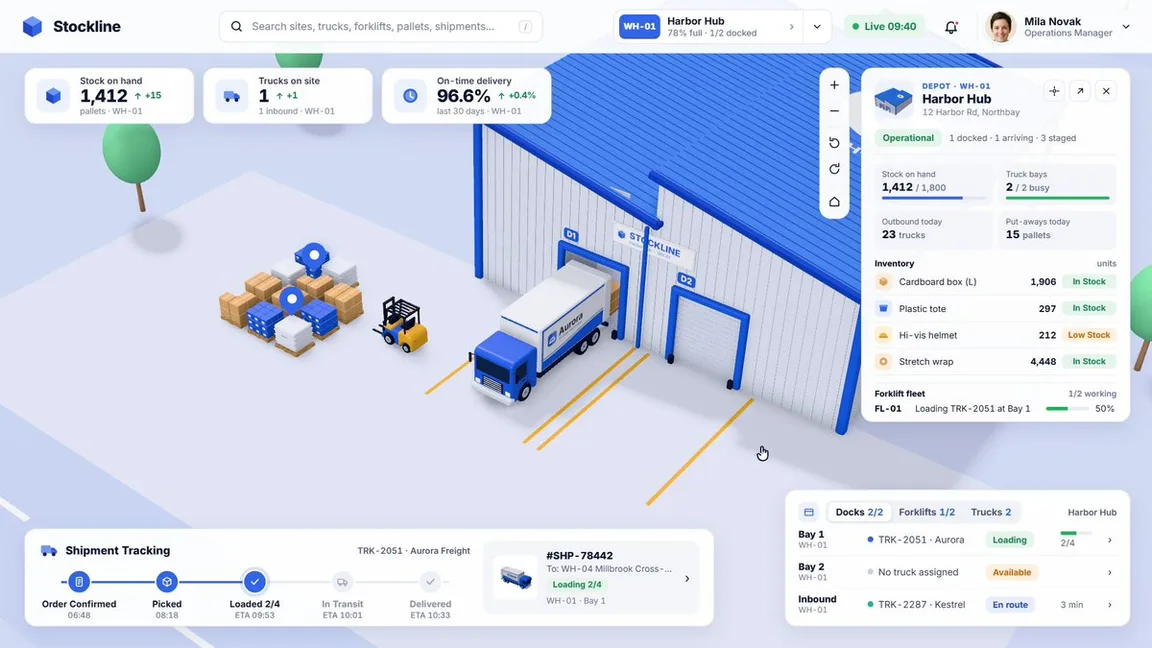 Stockline
Search sites, trucks, forklifts, pallets, shipments...
/
WH-01
Harbor Hub
78% full · 1/2 docked
Live 09:40
Mila Novak
Operations Manager
Stock on hand
1,412 ↑ +15
pallets · WH-01
Trucks on site
1 ↑ +1
1 inbound · WH-01
On-time delivery
96.6% ↑ +0.4%
last 30 days · WH-01
D1
STOCKLINE
D2
Aurora
DEPOT · WH-01
Harbor Hub
12 Harbor Rd, Northbay
Operational
1 docked · 1 arriving · 3 staged
Stock on hand
1,412 / 1,800
Truck bays
2 / 2 busy
Outbound today
23 trucks
Put-aways today
15 pallets
Inventory
units
Cardboard box (L) 1,906 In Stock
Plastic tote 297 In Stock
Hi-vis helmet 212 Low Stock
Stretch wrap 4,448 In Stock
Forklift fleet
1/2 working
FL-01 Loading TRK-2051 at Bay 1 50%
Shipment Tracking
TRK-2051 · Aurora Freight
Order Confirmed
06:48
Picked
08:18
Loaded 2/4
ETA 09:53
In Transit
ETA 10:01
Delivered
ETA 10:33
#SHP-78442
To: WH-04 Millbrook Cross-...
Loading 2/4
WH-01 · Bay 1
Docks 2/2
Forklifts 1/2
Trucks 2
Harbor Hub
Bay 1
WH-01
TRK-2051 · Aurora
Loading
2/4
Bay 2
WH-01
No truck assigned
Available
Inbound
WH-01
TRK-2287 · Kestrel
En route
3 min